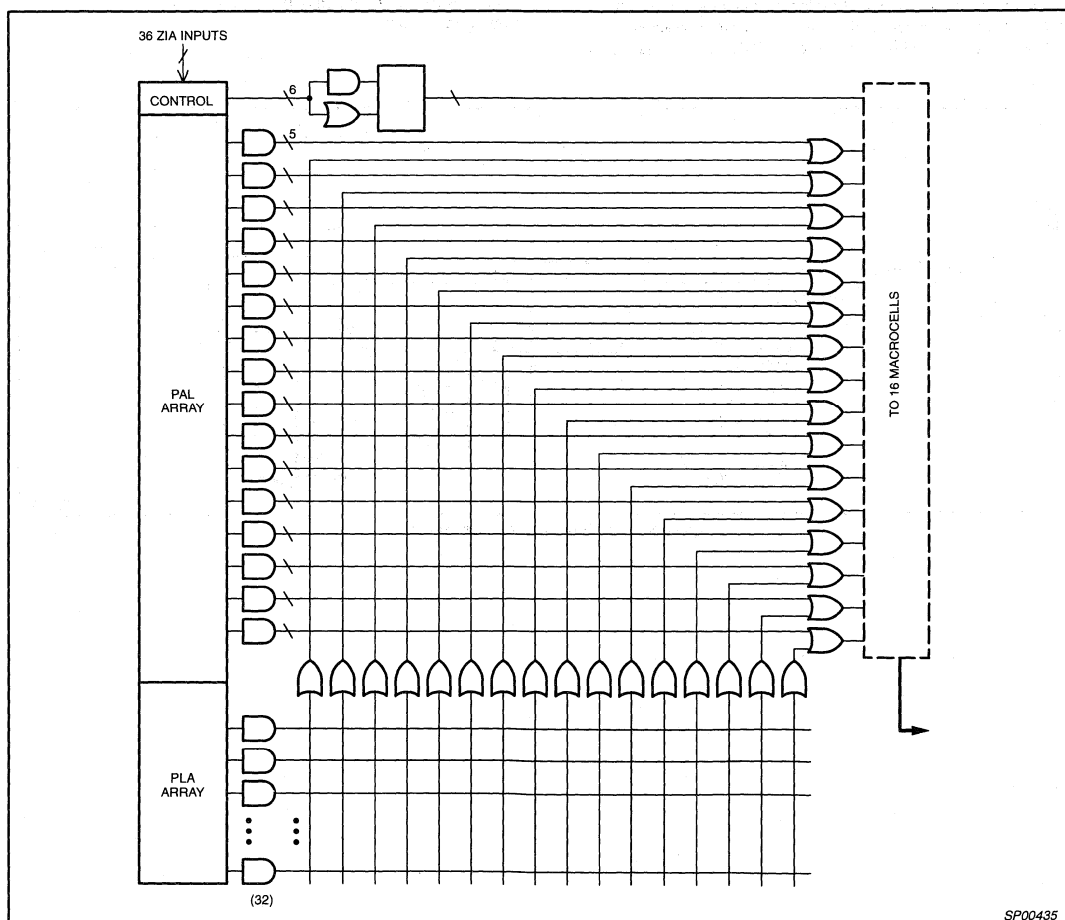 36 ZIA INPUTS
CONTROL
6
5
PAL
ARRAY
TO 16 MACROCELLS
PLA
ARRAY
(32)
SP00435